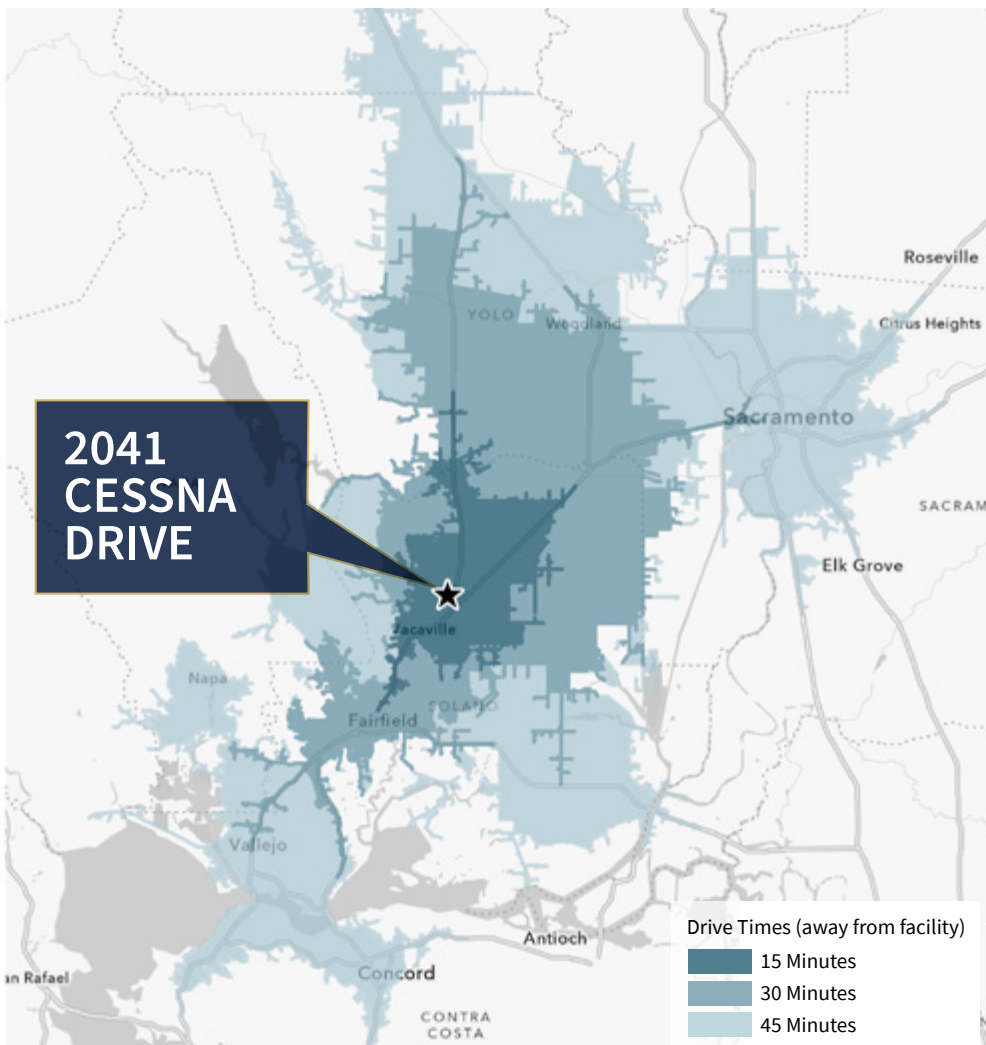 Roseville
YOLO
Woodland
Citrus Heights
2041
CESSNA
DRIVE
Sacramento
SACRAM
Elk Grove
Vacaville
Napa
SOLANO
Fairfield
Vallejo
Antioch
an Rafael
Concord
CONTRA
COSTA
Drive Times (away from facility)
15 Minutes
30 Minutes
45 Minutes